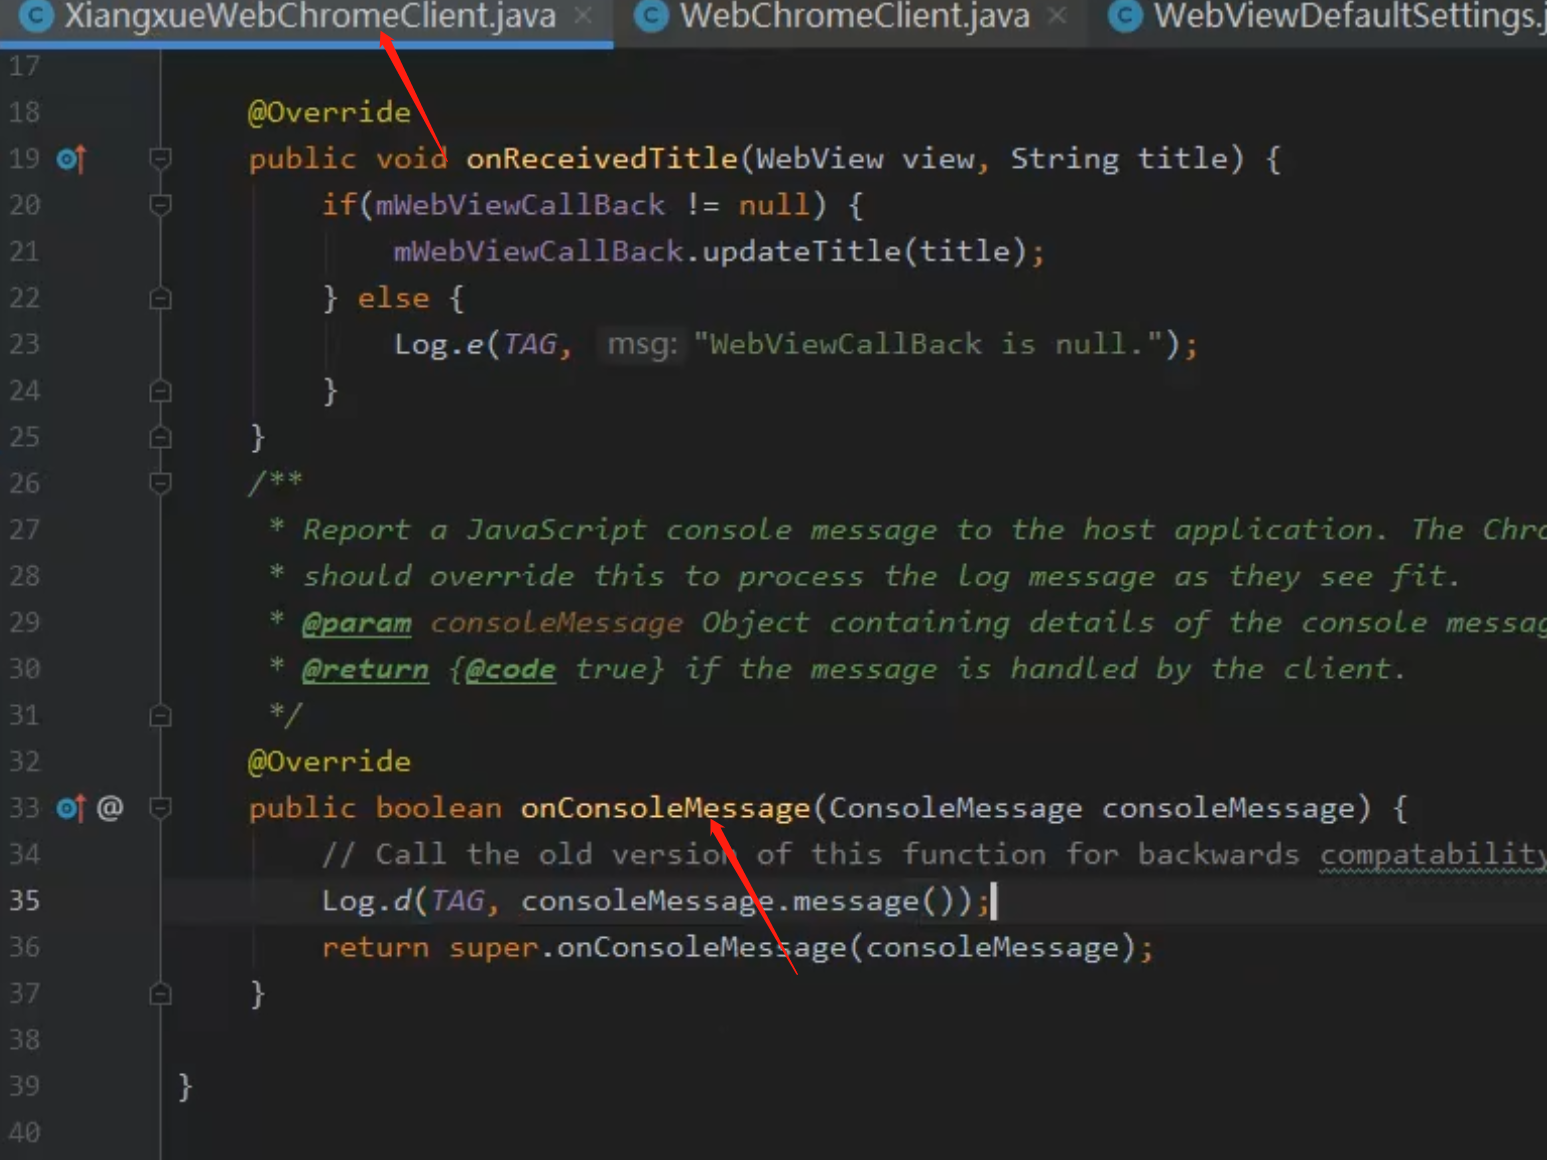 XiangxueWebChromeClient.java × WebChromeClient.java × WebViewDefaultSettings.j
17
18 @Override
19 public void onReceivedTitle(WebView view, String title) {
20 if(mWebViewCallBack != null) {
21 mWebViewCallBack.updateTitle(title);
22 } else {
23 Log.e(TAG, msg: "WebViewCallBack is null.");
24 }
25 }
26 /**
27 * Report a JavaScript console message to the host application. The Chro
28 * should override this to process the log message as they see fit.
29 * @param consoleMessage Object containing details of the console messag
30 * @return {@code true} if the message is handled by the client.
31 */
32 @Override
33 @ public boolean onConsoleMessage(ConsoleMessage consoleMessage) {
34 // Call the old version of this function for backwards compatability
35 Log.d(TAG, consoleMessage.message());
36 return super.onConsoleMessage(consoleMessage);
37 }
38
39 }
40